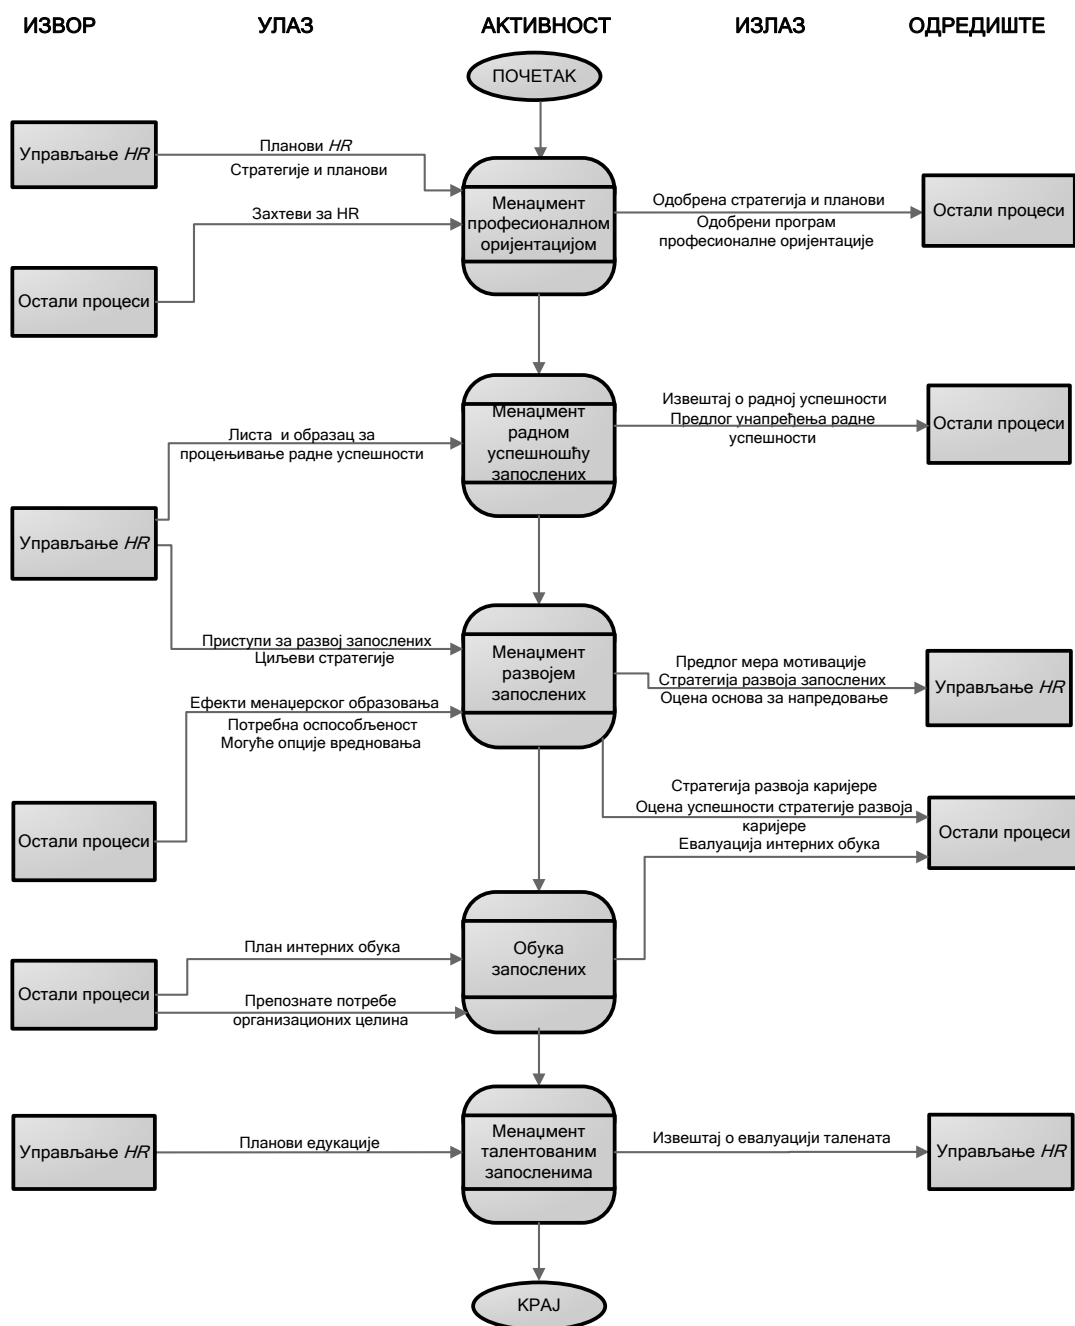 ИЗВОР
УЛАЗ
АКТИВНОСТ
ИЗЛАЗ
ОДРЕДИШТЕ
ПОЧЕТАК
Управљање HR
Планови HR
Стратегије и планови
Захтеви за HR
Остали процеси
Менаџмент
професионалном
оријентацијом
Одобрена стратегија и планови
Одобрени програм
професионалне оријентације
Остали процеси
Листа  и образац за
процењивање радне успешности
Менаџмент
радном
успешношћу
запослених
Извештај о радној успешности
Предлог унапређења радне
успешности
Остали процеси
Управљање HR
Приступи за развој запослених
Циљеви стратегије
Ефекти менаџерског образовања
Потребна оспособљеност
Могуће опције вредновања
Остали процеси
Менаџмент
развојем
запослених
Предлог мера мотивације
Стратегија развоја запослених
Оцена основа за напредовање
Управљање HR
Стратегија развоја каријере
Оцена успешности стратегије развоја
каријере
Евалуација интерних обука
Остали процеси
Остали процеси
План интерних обука
Препознате потребе
организационих целина
Обука
запослених
Управљање HR
Планови едукације
Менаџмент
талентованим
запосленима
Извештај о евалуацији талената
Управљање HR
КРАЈ